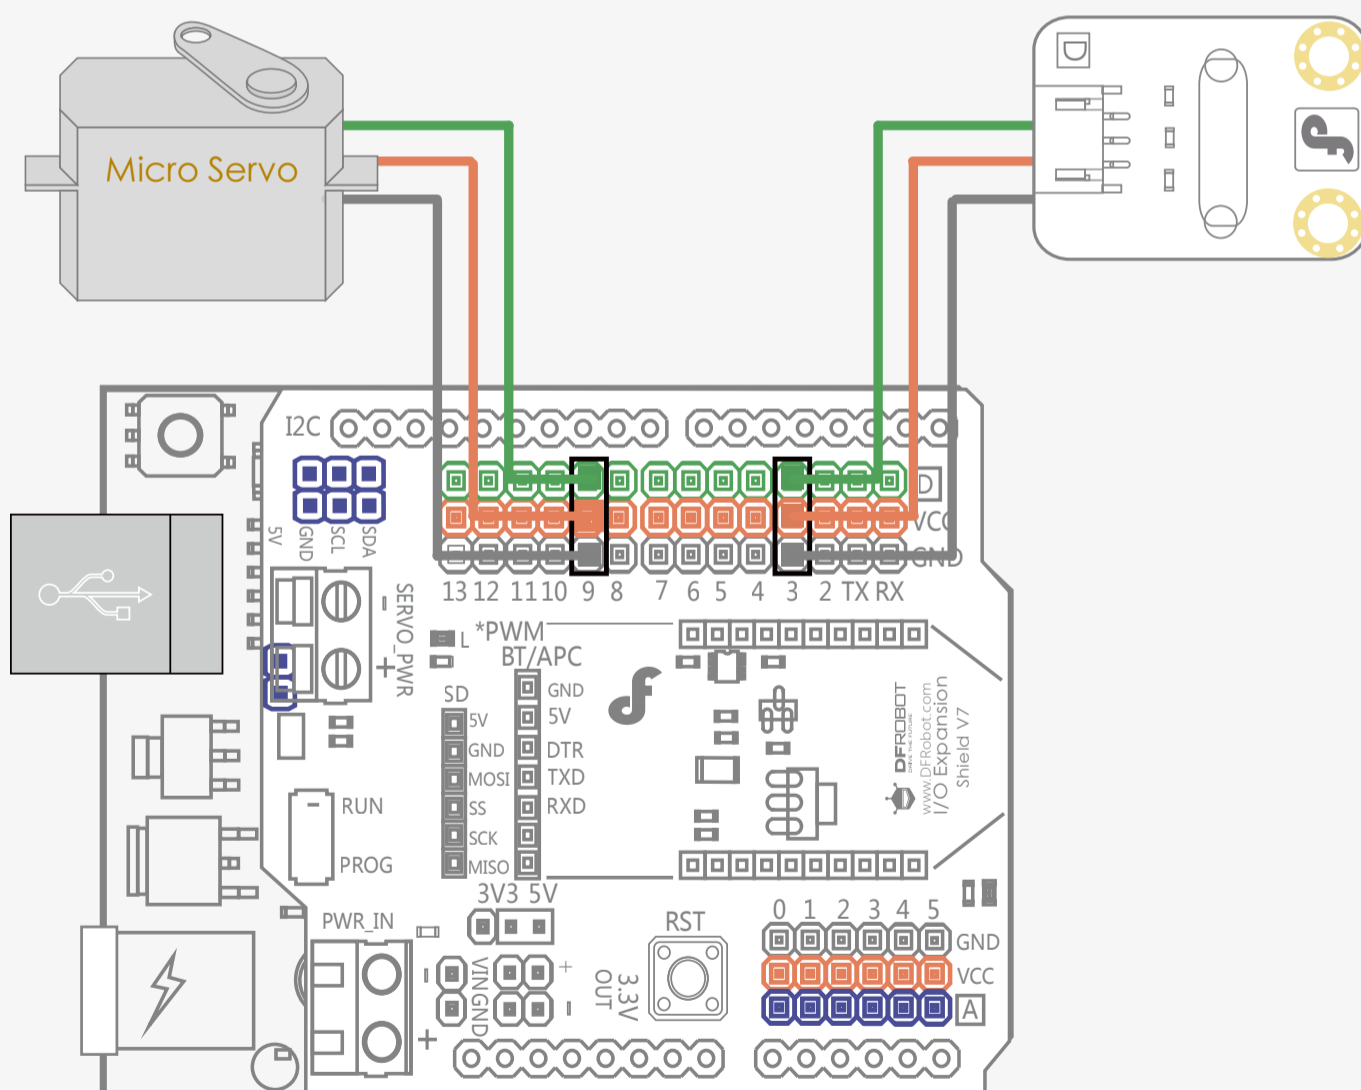 Micro Servo
D
I2C
D
VCC
GND
5V
GND
SCL
SDA
13 12 11 10 9 8 7 6 5 4 3 2 TX RX
SERVO_PWR
-
+
L
*PWM
BT/APC
GND
5V
DTR
TXD
RXD
SD
5V
GND
MOSI
SS
SCK
MISO
RUN
PROG
DFROBOT
DRIVE THE FUTURE
www.DFRobot.com
I/O Expansion
Shield V7
3V3 5V
PWR_IN
-
+
VIN
GND
+
-
3.3V
OUT
RST
0 1 2 3 4 5
GND
VCC
A